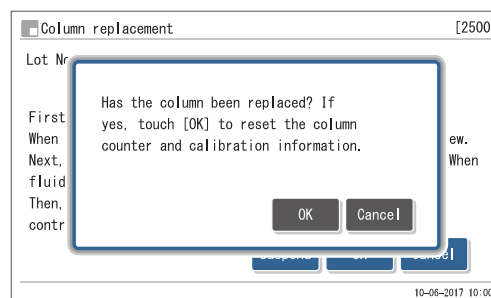 Column replacement [2500
Lot No
First
When ew.
Next, When
fluid
Then,
contr
Has the column been replaced? If
yes, touch [OK] to reset the column
counter and calibration information.
OK Cancel
10-06-2017 10:00